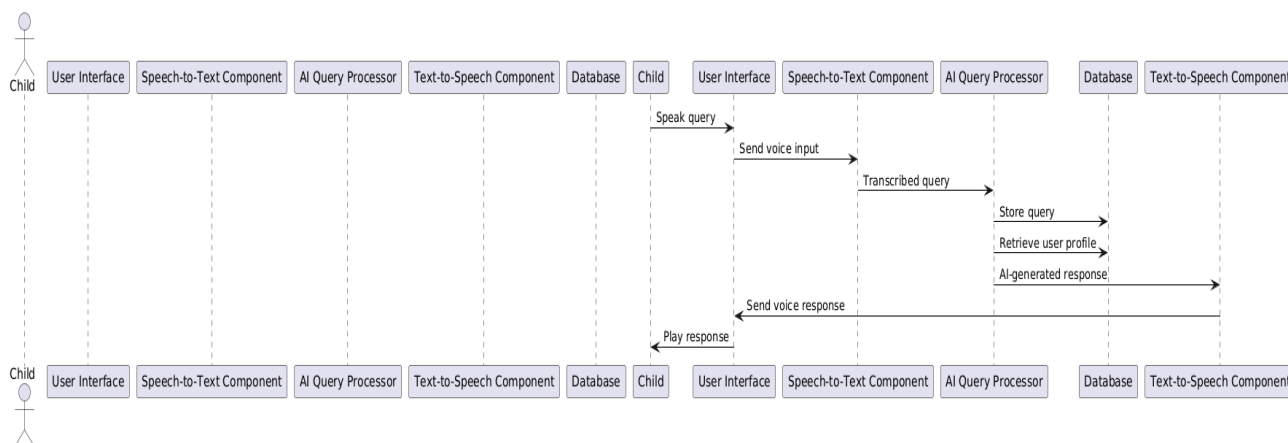 Child
User Interface
Speech-to-Text Component
AI Query Processor
Text-to-Speech Component
Database
Child
User Interface
Speech-to-Text Component
AI Query Processor
Database
Text-to-Speech Component
Speak query
Send voice input
Transcribed query
Store query
Retrieve user profile
AI-generated response
Send voice response
Play response
Child
User Interface
Speech-to-Text Component
AI Query Processor
Text-to-Speech Component
Database
Child
User Interface
Speech-to-Text Component
AI Query Processor
Database
Text-to-Speech Component